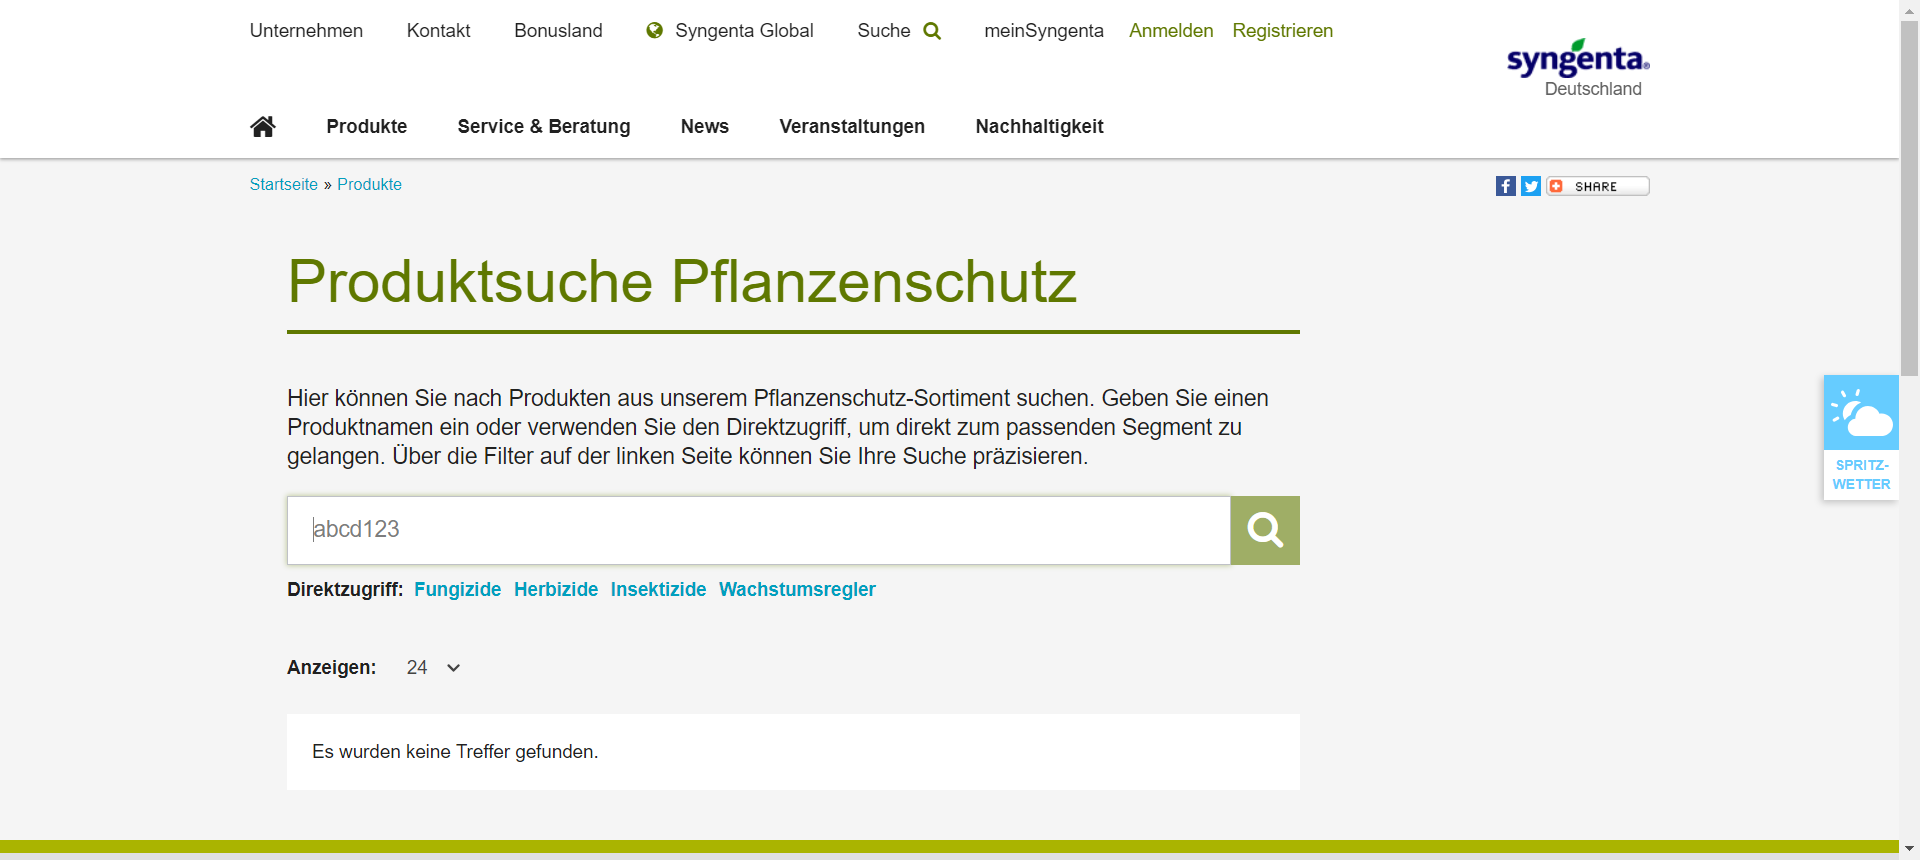 Unternehmen Kontakt Bonusland Syngenta Global Suche meinSyngenta Anmelden Registrieren
syngenta®
Deutschland
Produkte Service & Beratung News Veranstaltungen Nachhaltigkeit
Startseite » Produkte
SHARE
Produktsuche Pflanzenschutz
Hier können Sie nach Produkten aus unserem Pflanzenschutz-Sortiment suchen. Geben Sie einen
Produktnamen ein oder verwenden Sie den Direktzugriff, um direkt zum passenden Segment zu
gelangen. Über die Filter auf der linken Seite können Sie Ihre Suche präzisieren.
SPRITZ-
WETTER
abcd123
Direktzugriff: Fungizide Herbizide Insektizide Wachstumsregler
Anzeigen: 24
Es wurden keine Treffer gefunden.